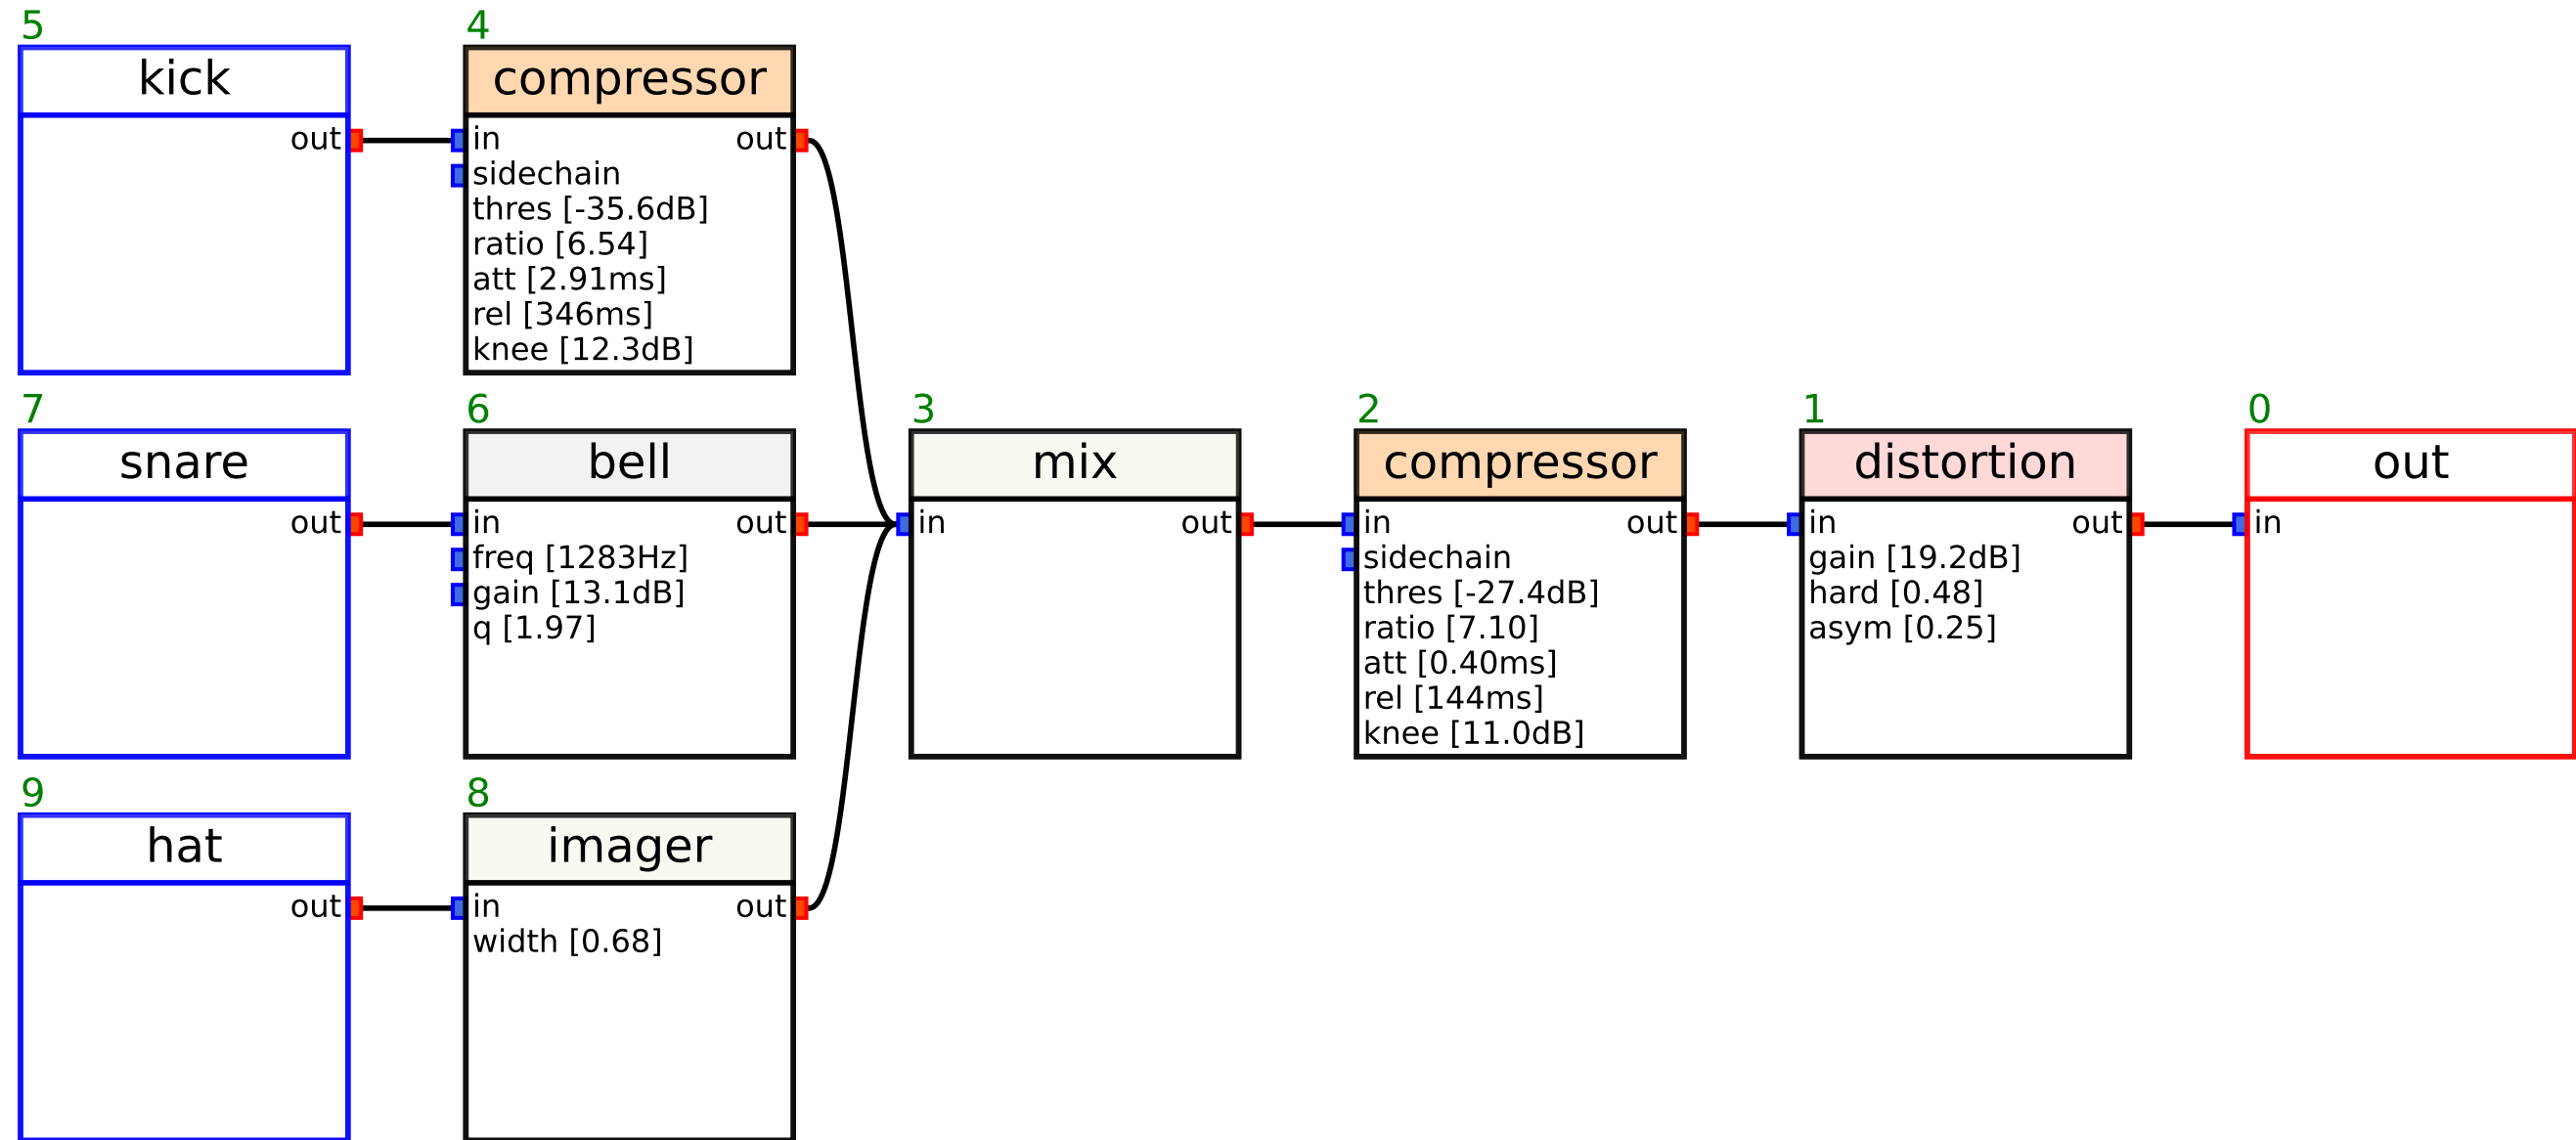 5
kick
out
4
compressor
in out
sidechain
thres [-35.6dB]
ratio [6.54]
att [2.91ms]
rel [346ms]
knee [12.3dB]
7
snare
out
6
bell
in out
freq [1283Hz]
gain [13.1dB]
q [1.97]
3
mix
in out
2
compressor
in out
sidechain
thres [-27.4dB]
ratio [7.10]
att [0.40ms]
rel [144ms]
knee [11.0dB]
1
distortion
in out
gain [19.2dB]
hard [0.48]
asym [0.25]
0
out
in
9
hat
out
8
imager
in out
width [0.68]